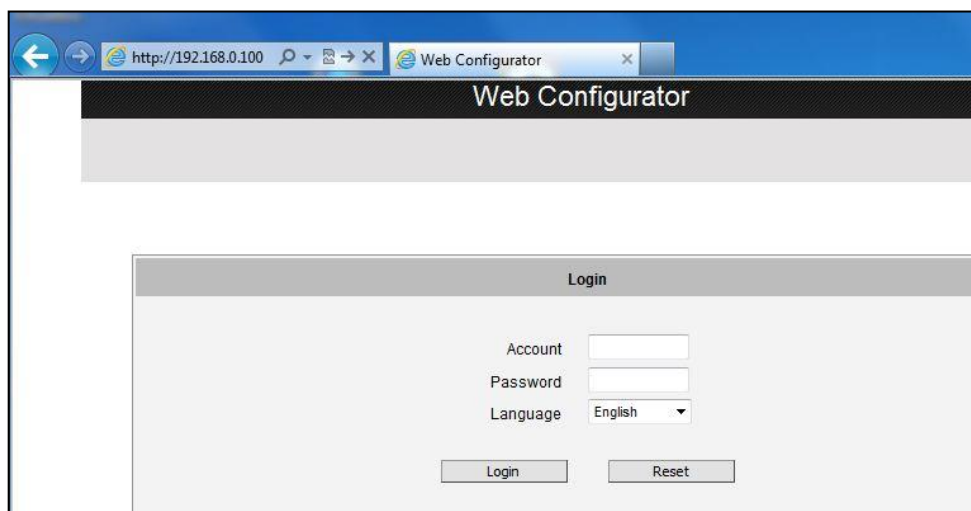 http://192.168.0.100
Web Configurator
Web Configurator
Login
Account
Password
Language English
Login Reset